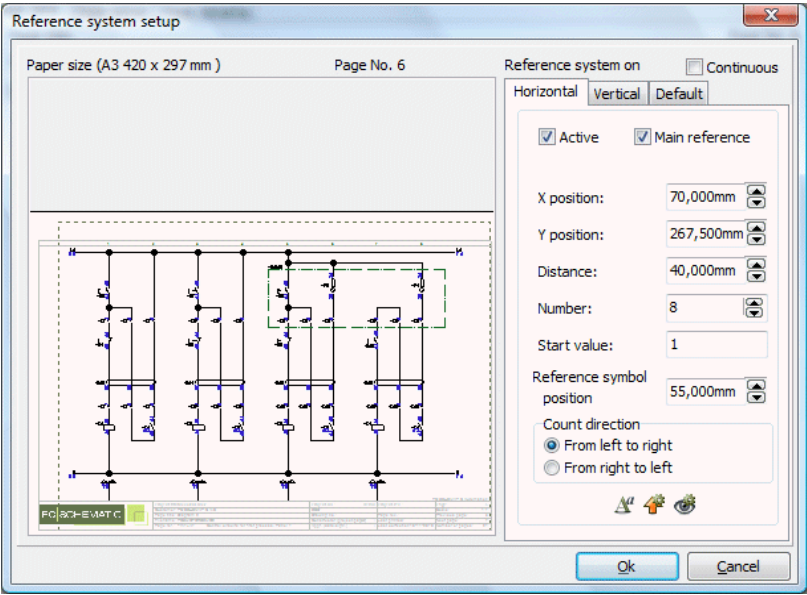 Reference system setup
Paper size (A3 420 x 297 mm )
Page No. 6
Reference system on
Continuous
Horizontal
Vertical
Default
Active
Main reference
X position:
70,000mm
Y position:
267,500mm
Distance:
40,000mm
Number:
8
Start value:
1
Reference symbol
position
55,000mm
Count direction
From left to right
From right to left
PC|SCHEMATIC
Ok
Cancel